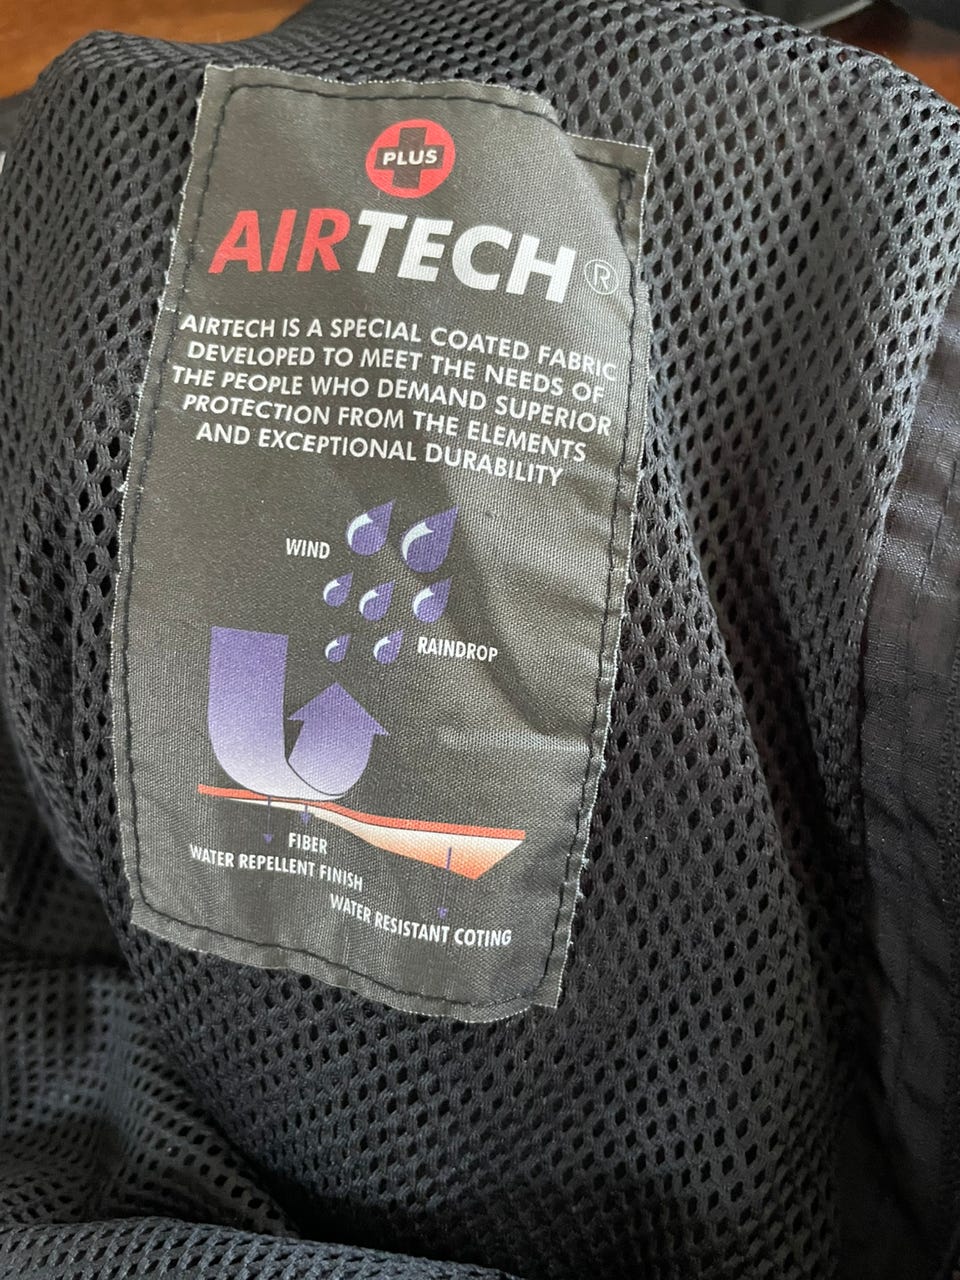 PLUS
AIRTECH®
AIRTECH IS A SPECIAL COATED FABRIC
DEVELOPED TO MEET THE NEEDS OF
THE PEOPLE WHO DEMAND SUPERIOR
PROTECTION FROM THE ELEMENTS
AND EXCEPTIONAL DURABILITY
WIND
RAINDROP
FIBER
WATER REPELLENT FINISH
WATER RESISTANT COTING